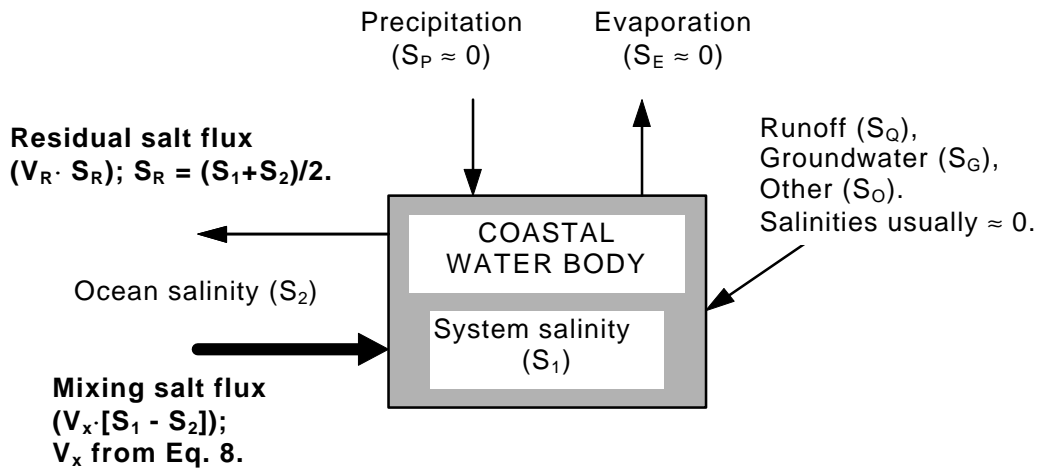 Precipitation
(S_P ≈ 0)
Evaporation
(S_E ≈ 0)
Residual salt flux
(V_R· S_R); S_R = (S_1+S_2)/2.
Runoff (S_Q),
Groundwater (S_G),
Other (S_O).
Salinities usually ≈ 0.
COASTAL
WATER BODY
Ocean salinity (S_2)
System salinity
(S_1)
Mixing salt flux
(V_x·[S_1 - S_2]);
V_x from Eq. 8.